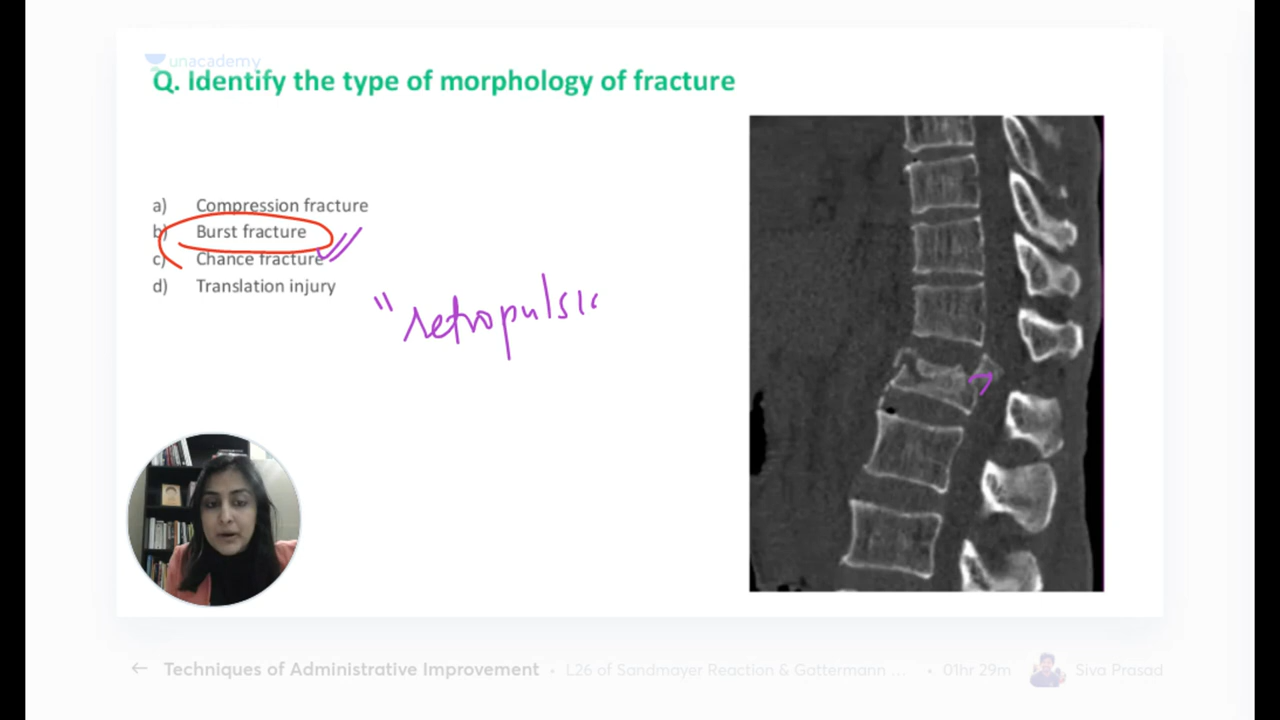 unacademy
Q. Identify the type of morphology of fracture
a) Compression fracture
b) Burst fracture
c) Chance fracture
d) Translation injury
"retropulsi
← Techniques of Administrative Improvement • L26 of Sandmayer Reaction & Gattermann ... • 01hr 29m Siva Prasad